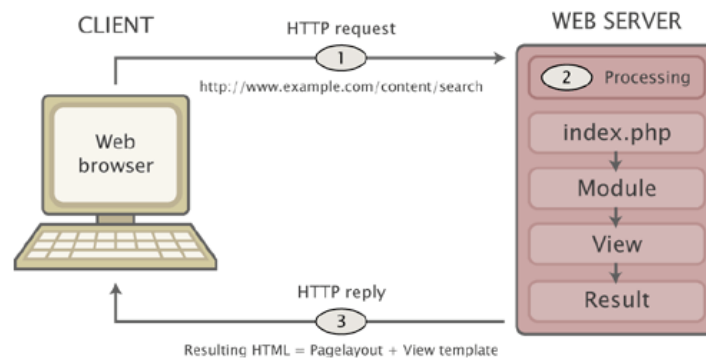 CLIENT
HTTP request
WEB SERVER
1
http://www.example.com/content/search
2 Processing
Web
browser
index.php
Module
View
Result
HTTP reply
3
Resulting HTML = Pagelayout + View template